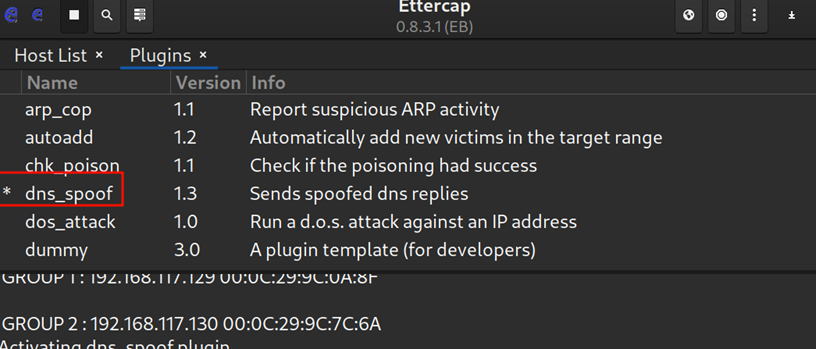 Ettercap
0.8.3.1 (EB)
Host List × Plugins ×
Name Version Info
arp_cop 1.1 Report suspicious ARP activity
autoadd 1.2 Automatically add new victims in the target range
chk_poison 1.1 Check if the poisoning had success
* dns_spoof 1.3 Sends spoofed dns replies
dos_attack 1.0 Run a d.o.s. attack against an IP address
dummy 3.0 A plugin template (for developers)
GROUP 1 : 192.168.117.129 00:0C:29:9C:0A:8F
GROUP 2 : 192.168.117.130 00:0C:29:9C:7C:6A
Activating dns_spoof plugin